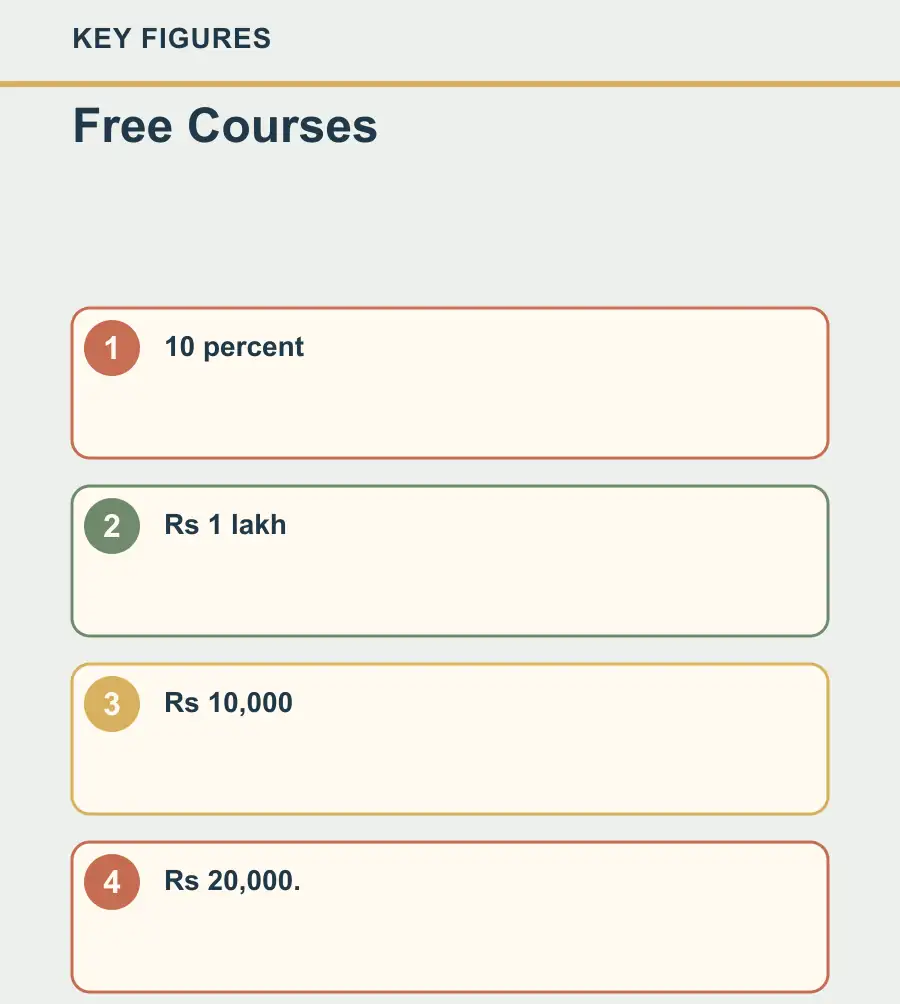 KEY FIGURES
Free Courses
1 10 percent
2 Rs 1 lakh
3 Rs 10,000
4 Rs 20,000.